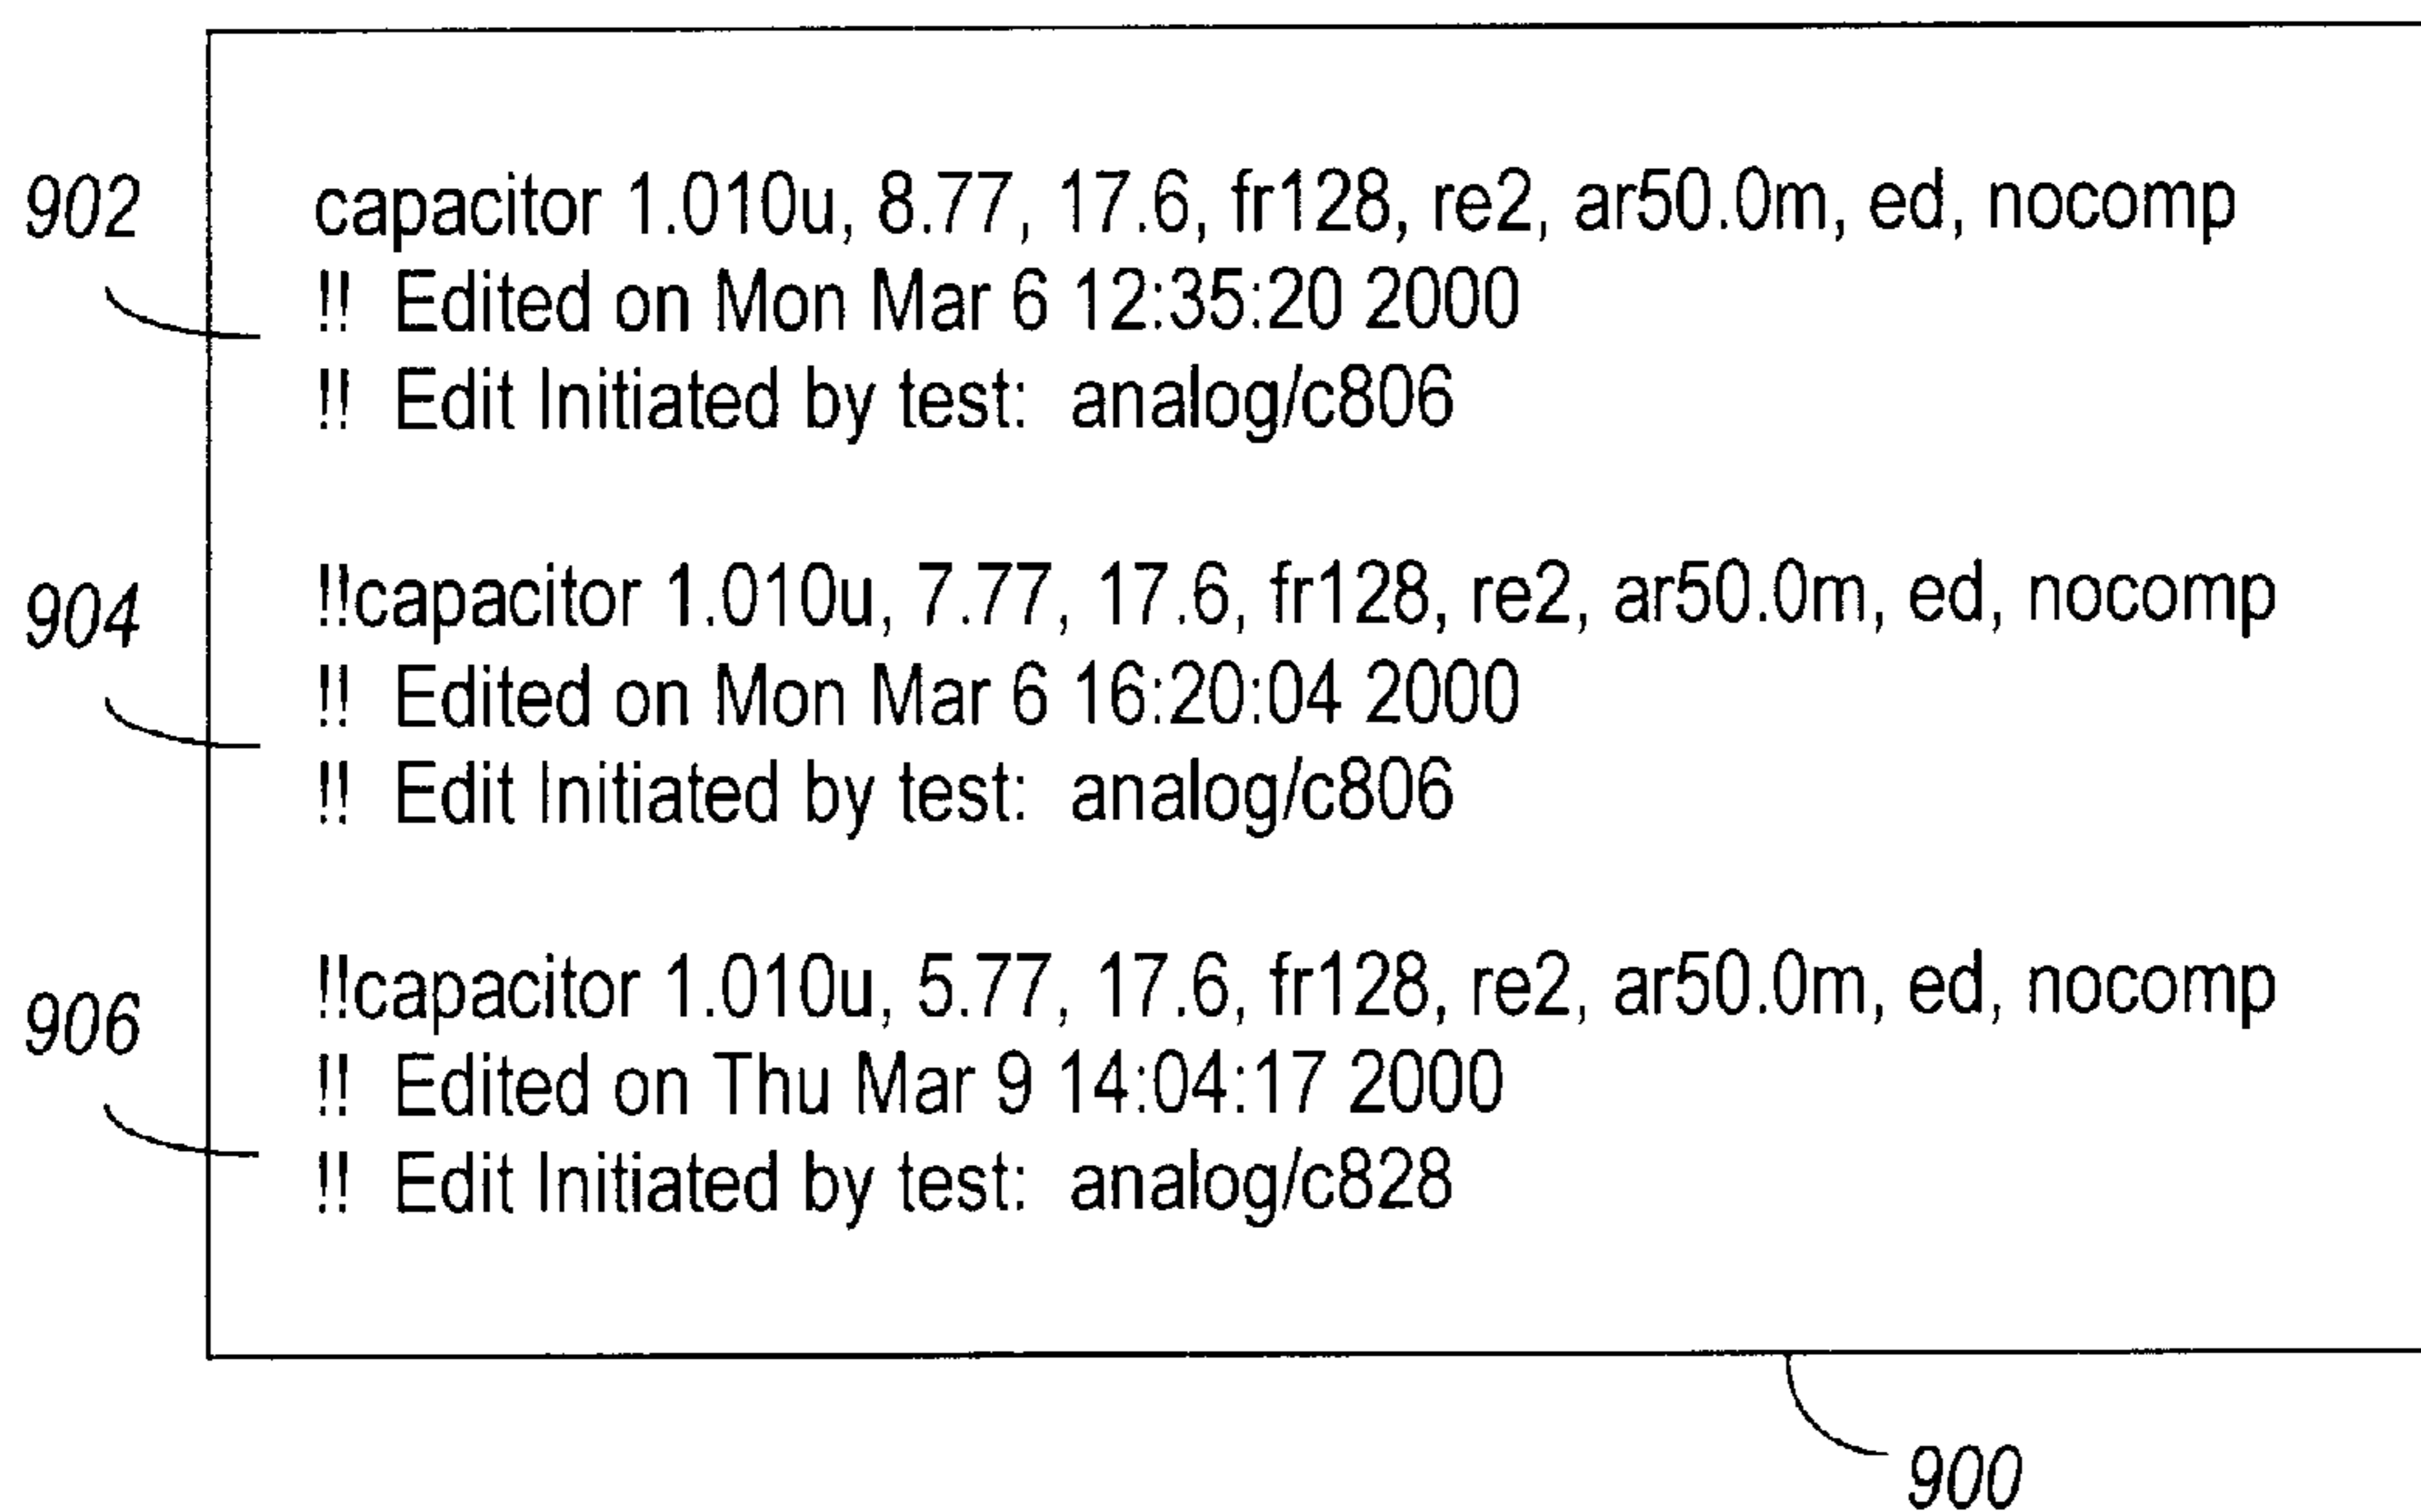 902
capacitor 1.010u, 8.77, 17.6, fr128, re2, ar50.0m, ed, nocomp
!! Edited on Mon Mar 6 12:35:20 2000
!! Edit Initiated by test: analog/c806
904
!!capacitor 1.010u, 7.77, 17.6, fr128, re2, ar50.0m, ed, nocomp
!! Edited on Mon Mar 6 16:20:04 2000
!! Edit Initiated by test: analog/c806
906
!!capacitor 1.010u, 5.77, 17.6, fr128, re2, ar50.0m, ed, nocomp
!! Edited on Thu Mar 9 14:04:17 2000
!! Edit Initiated by test: analog/c828
900